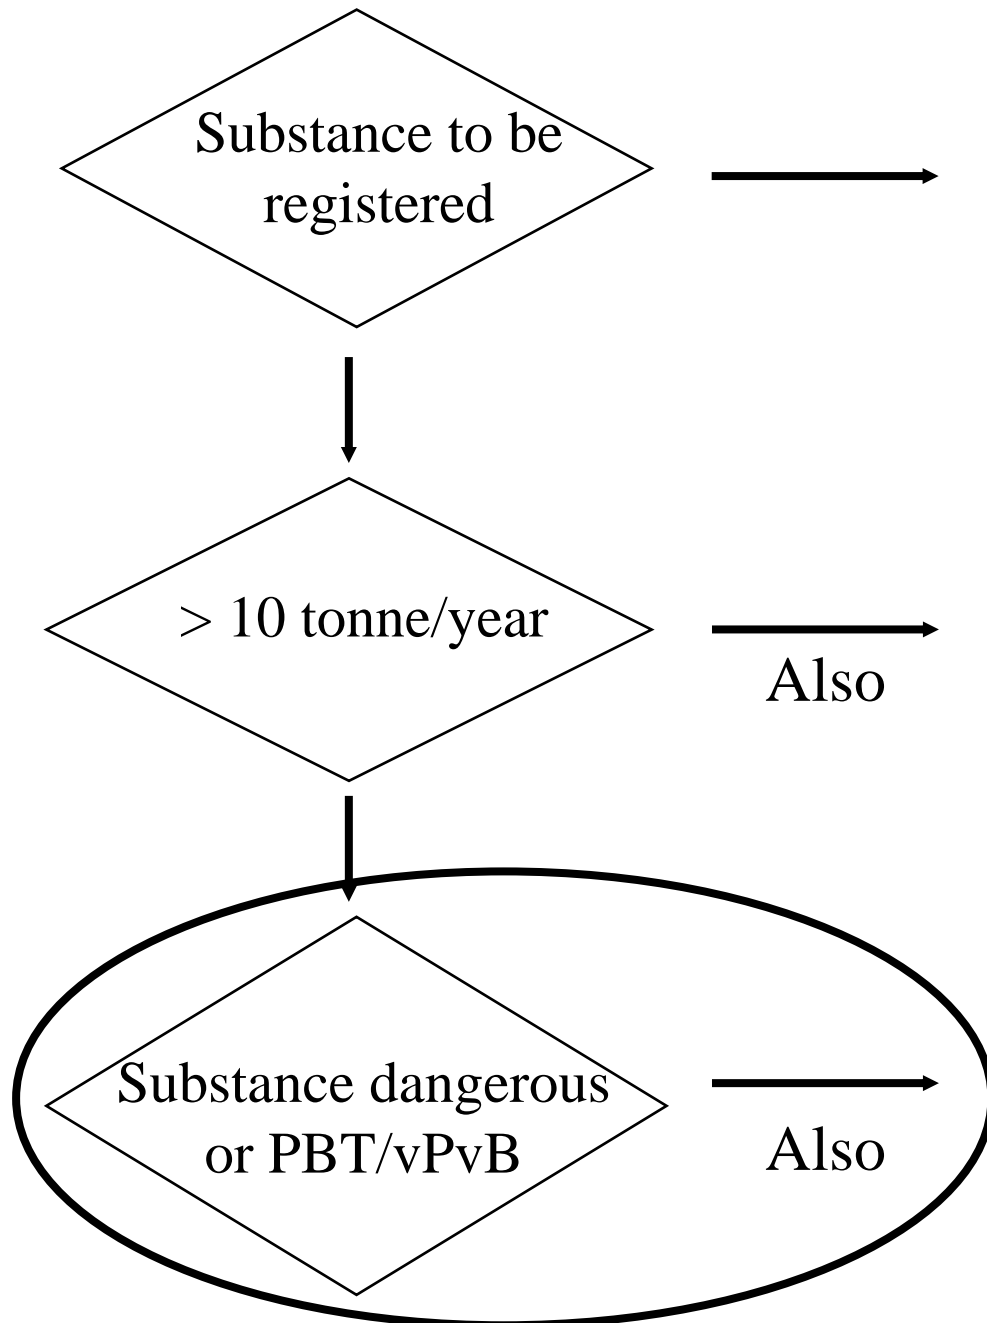 Substance to be
registered
> 10 tonne/year
Also
Substance dangerous
or PBT/vPvB
Also